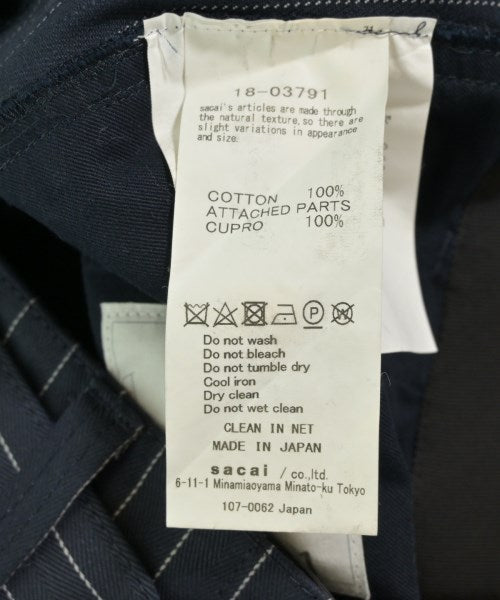 18-03791
sacai's articles are made through
the natural texture, so there are
slight variations in appearance
and size.
COTTON 100%
ATTACHED PARTS
CUPRO 100%
P W
Do not wash
Do not bleach
Do not tumble dry
Cool iron
Dry clean
Do not wet clean
CLEAN IN NET
MADE IN JAPAN
sacai / co.,ltd.
6-11-1 Minamiaoyama Minato-ku Tokyo
107-0062 Japan